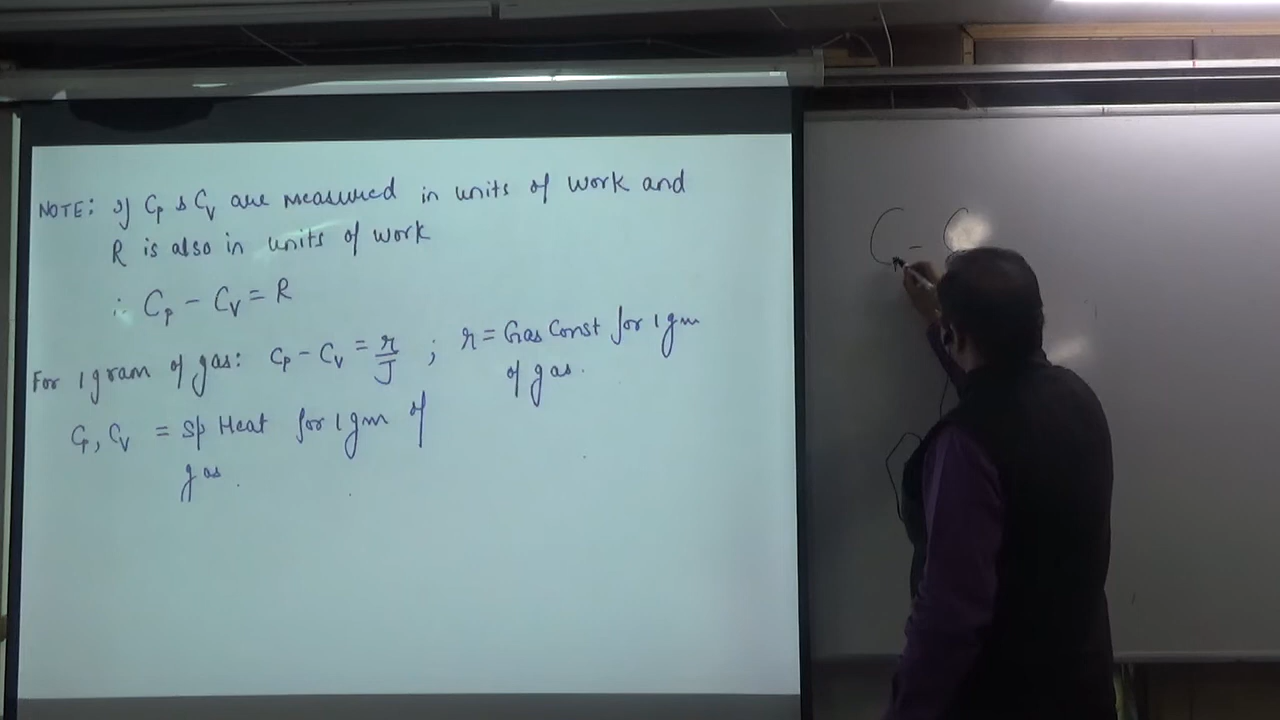 NOTE: If Cp & Cv are measured in units of work and
R is also in units of work
∴ Cp - Cv = R
For 1 gram of gas: Cp - Cv = r/J ; r = Gas Const for 1 gm
of gas.
Cp, Cv = Sp Heat for 1 gm of
gas.
C - C